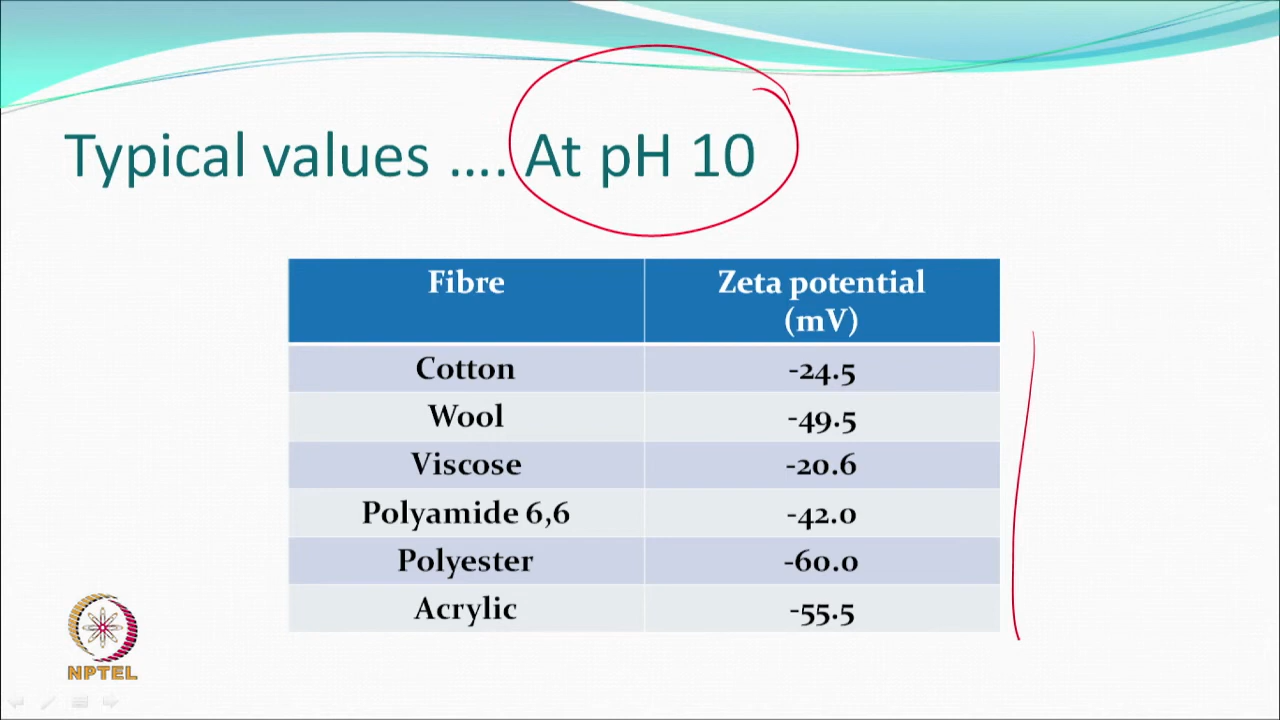 Typical values .... At pH 10
Fibre Zeta potential
(mV)
Cotton -24.5
Wool -49.5
Viscose -20.6
Polyamide 6,6 -42.0
Polyester -60.0
Acrylic -55.5
NPTEL